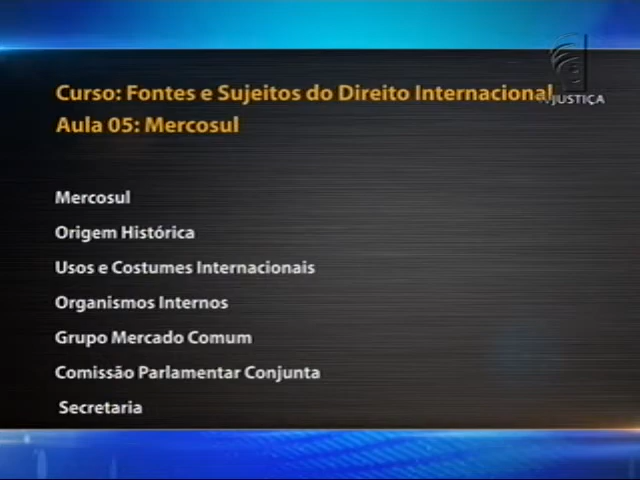 Curso: Fontes e Sujeitos do Direito Internacional
Aula 05: Mercosul
TVJUSTIÇA
Mercosul
Origem Histórica
Usos e Costumes Internacionais
Organismos Internos
Grupo Mercado Comum
Comissão Parlamentar Conjunta
Secretaria